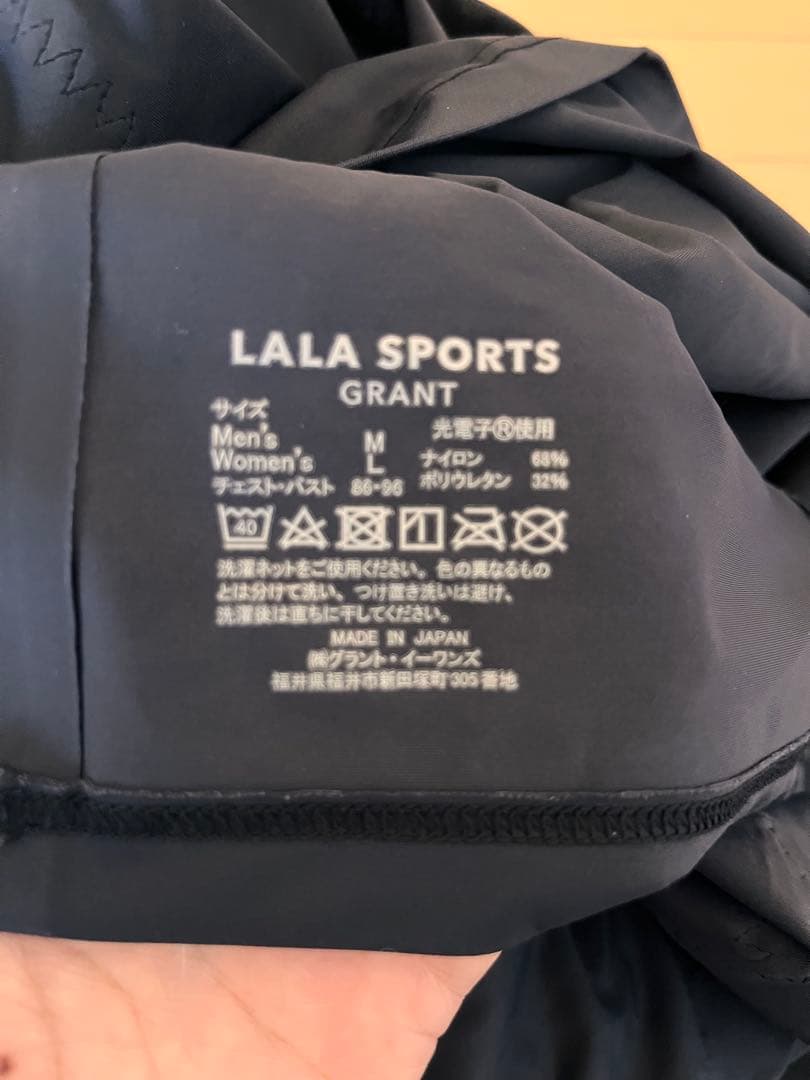 LALA SPORTS
GRANT
サイズ
Men's M
Women's L
チェスト・バスト 86-96
光電子®使用
ナイロン 68%
ポリウレタン 32%
40
洗濯ネットをご使用ください。色の異なるもの
とは分けて洗い、つけ置き洗いは避け、
洗濯後は直ちに干してください。
MADE IN JAPAN
㈱グラント・イーワンズ
福井県福井市新田塚町305番地